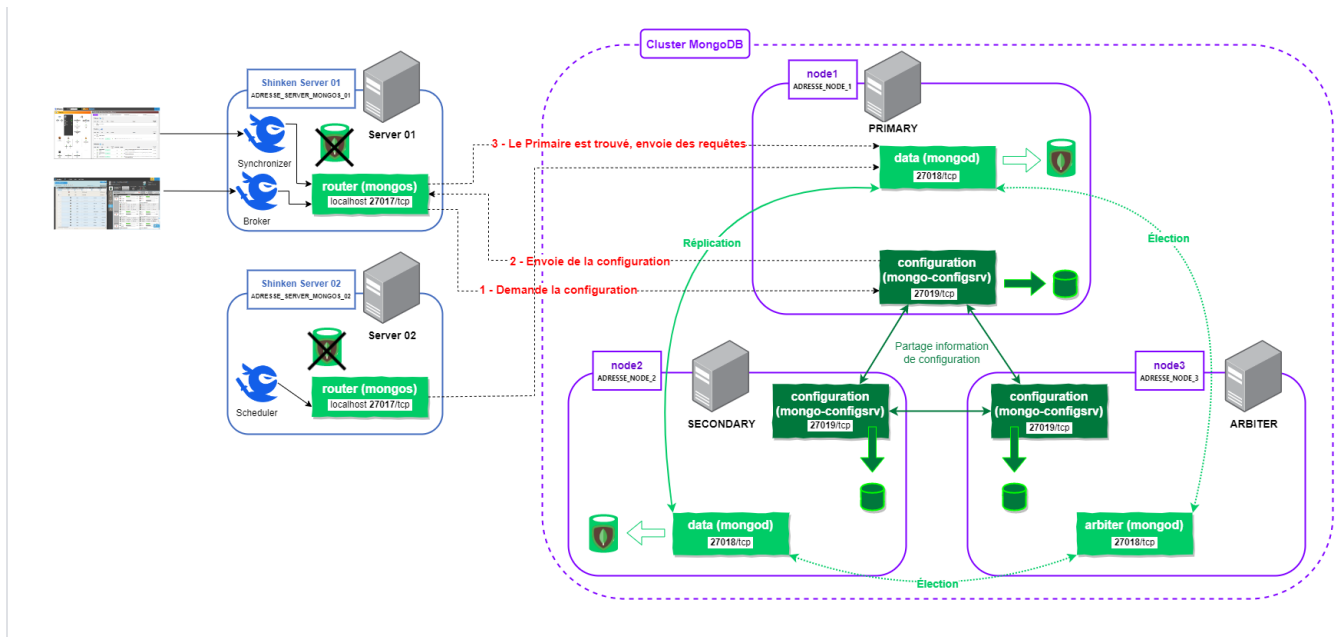 Cluster MongoDB
Shinken Server 01
ADRESSE_SERVER_MONGOS_01
Server 01
Synchronizer
Broker
router (mongos)
localhost 27017/tcp
Shinken Server 02
ADRESSE_SERVER_MONGOS_02
Server 02
Scheduler
router (mongos)
localhost 27017/tcp
3 - Le Primaire est trouvé, envoie des requêtes
2 - Envoie de la configuration
1 - Demande la configuration
node1
ADRESSE_NODE_1
PRIMARY
data (mongod)
27018/tcp
Réplication
Élection
configuration
(mongo-configsrv)
27019/tcp
Partage information
de configuration
node2
ADRESSE_NODE_2
SECONDARY
configuration
(mongo-configsrv)
27019/tcp
data (mongod)
27018/tcp
node3
ADRESSE_NODE_3
ARBITER
configuration
(mongo-configsrv)
27019/tcp
arbiter (mongod)
27018/tcp
Élection